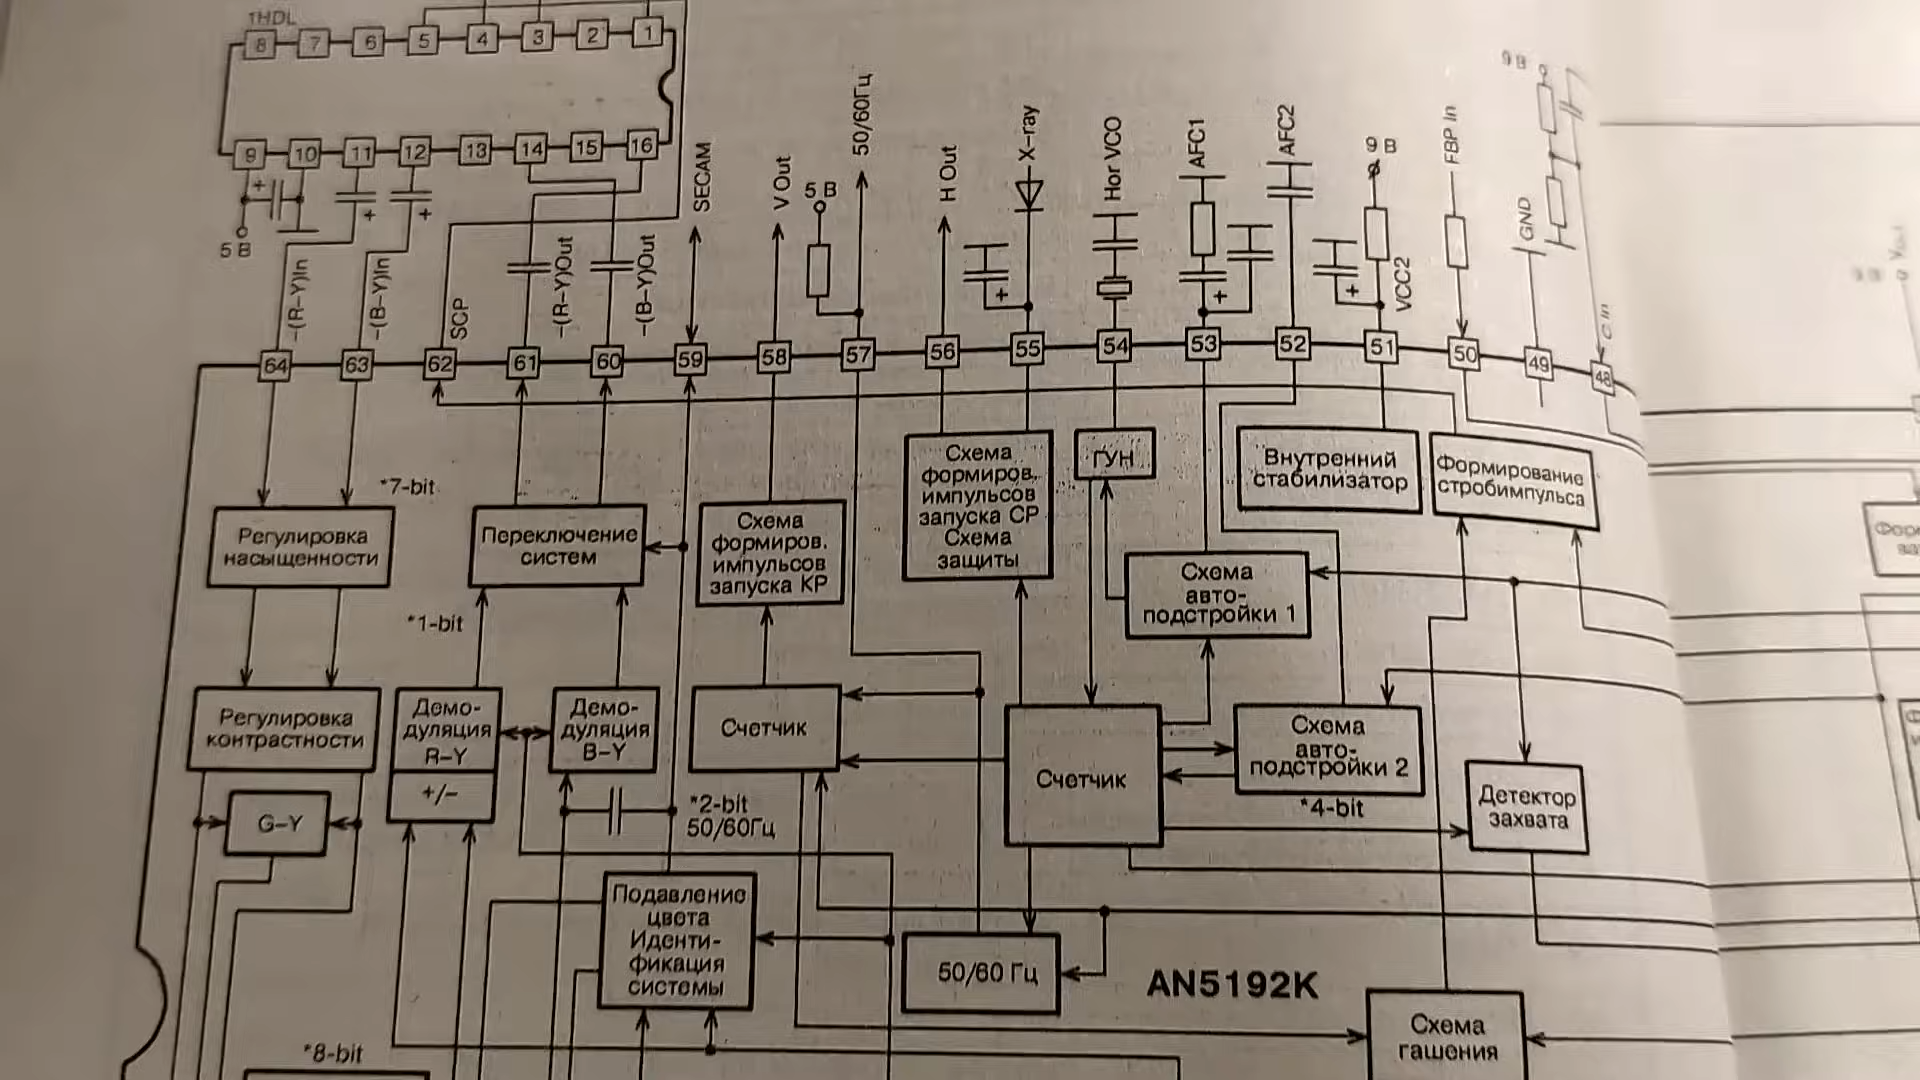 1HDL
8 7 6 5 4 3 2 1
9 10 11 12 13 14 15 16
+
+
+
5 В
-(R-Y)In
-(B-Y)In
SCP
-(R-Y)Out
-(B-Y)Out
SECAM
V Out
5 В
50/60Гц
H Out
+
X-ray
Hor VCO
AFC1
+
AFC2
9 В
+
VCC2
FBP In
GND
9 В
C In
64 63 62 61 60 59 58 57 56 55 54 53 52 51 50 49 48
*7-bit
Регулировка
насыщенности
Переключение
систем
Схема
формиров.
импульсов
запуска КР
Схема
формиров.
импульсов
запуска СР
Схема
защиты
ГУН
Внутренний
стабилизатор
Формирование
стробимпульса
Схема
авто-
подстройки 1
*1-bit
Регулировка
контрастности
Демо-
дуляция
R-Y
+/-
Демо-
дуляция
B-Y
Счетчик
Счетчик
Схема
авто-
подстройки 2
*4-bit
Детектор
захвата
G-Y
*2-bit
50/60Гц
Подавление
цвета
Иденти-
фикация
системы
50/60 Гц
AN5192K
Схема
гашения
*8-bit